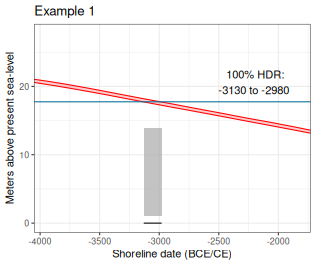 Example 1
Meters above present sea-level
20
10
0
100% HDR:
-3130 to -2980
-4000 -3500 -3000 -2500 -2000
Shoreline date (BCE/CE)